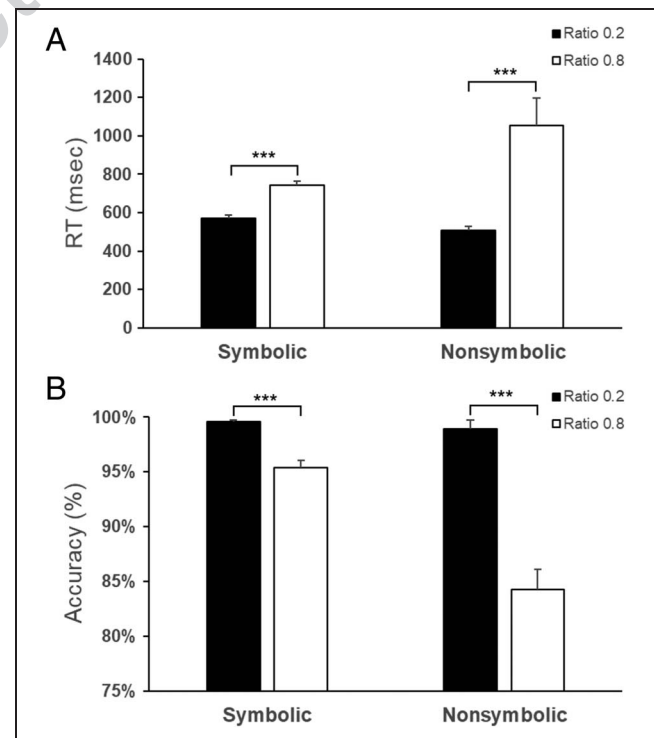 A
Ratio 0.2
Ratio 0.8
RT (msec)
1400
1200
1000
800
600
400
200
0
***
***
Symbolic
Nonsymbolic
B
Ratio 0.2
Ratio 0.8
Accuracy (%)
100%
95%
90%
85%
80%
75%
***
***
Symbolic
Nonsymbolic